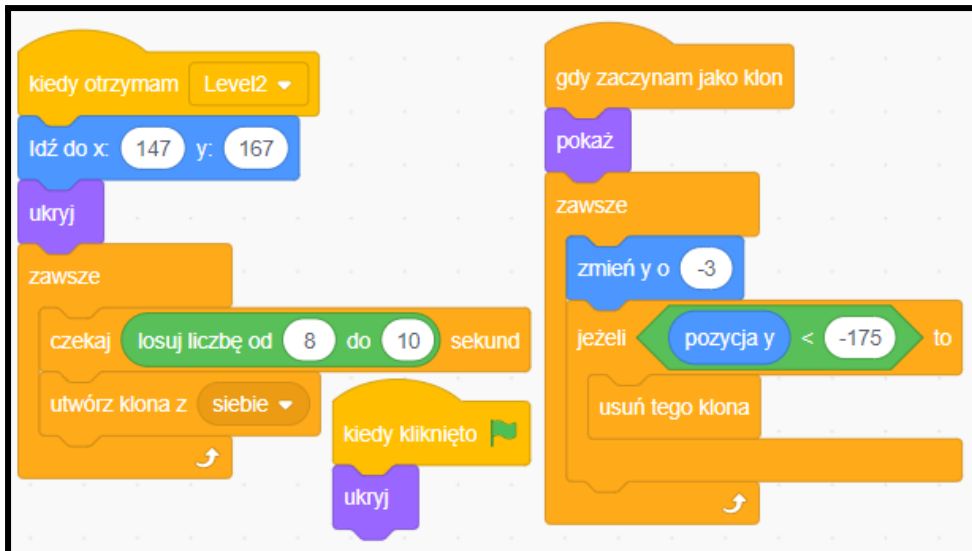 kiedy otrzymam Level2
Idź do x: 147 y: 167
ukryj
zawsze
czekaj losuj liczbę od 8 do 10 sekund
utwórz klona z siebie
kiedy kliknięto
ukryj
gdy zaczynam jako klon
pokaż
zawsze
zmień y o -3
jeżeli pozycja y < -175 to
usuń tego klona